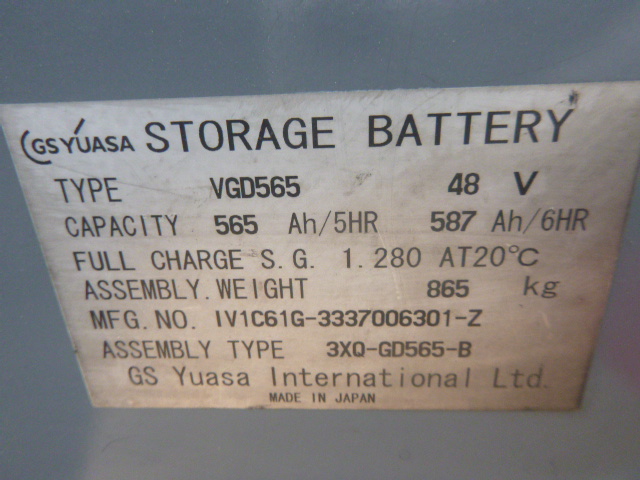 GS YUASA STORAGE BATTERY
TYPE VGD565 48 V
CAPACITY 565 Ah/5HR 587 Ah/6HR
FULL CHARGE S.G. 1.280 AT20°C
ASSEMBLY.WEIGHT 865 kg
MFG.NO. IV1C61G-3337006301-Z
ASSEMBLY TYPE 3XQ-GD565-B
GS Yuasa International Ltd.
MADE IN JAPAN